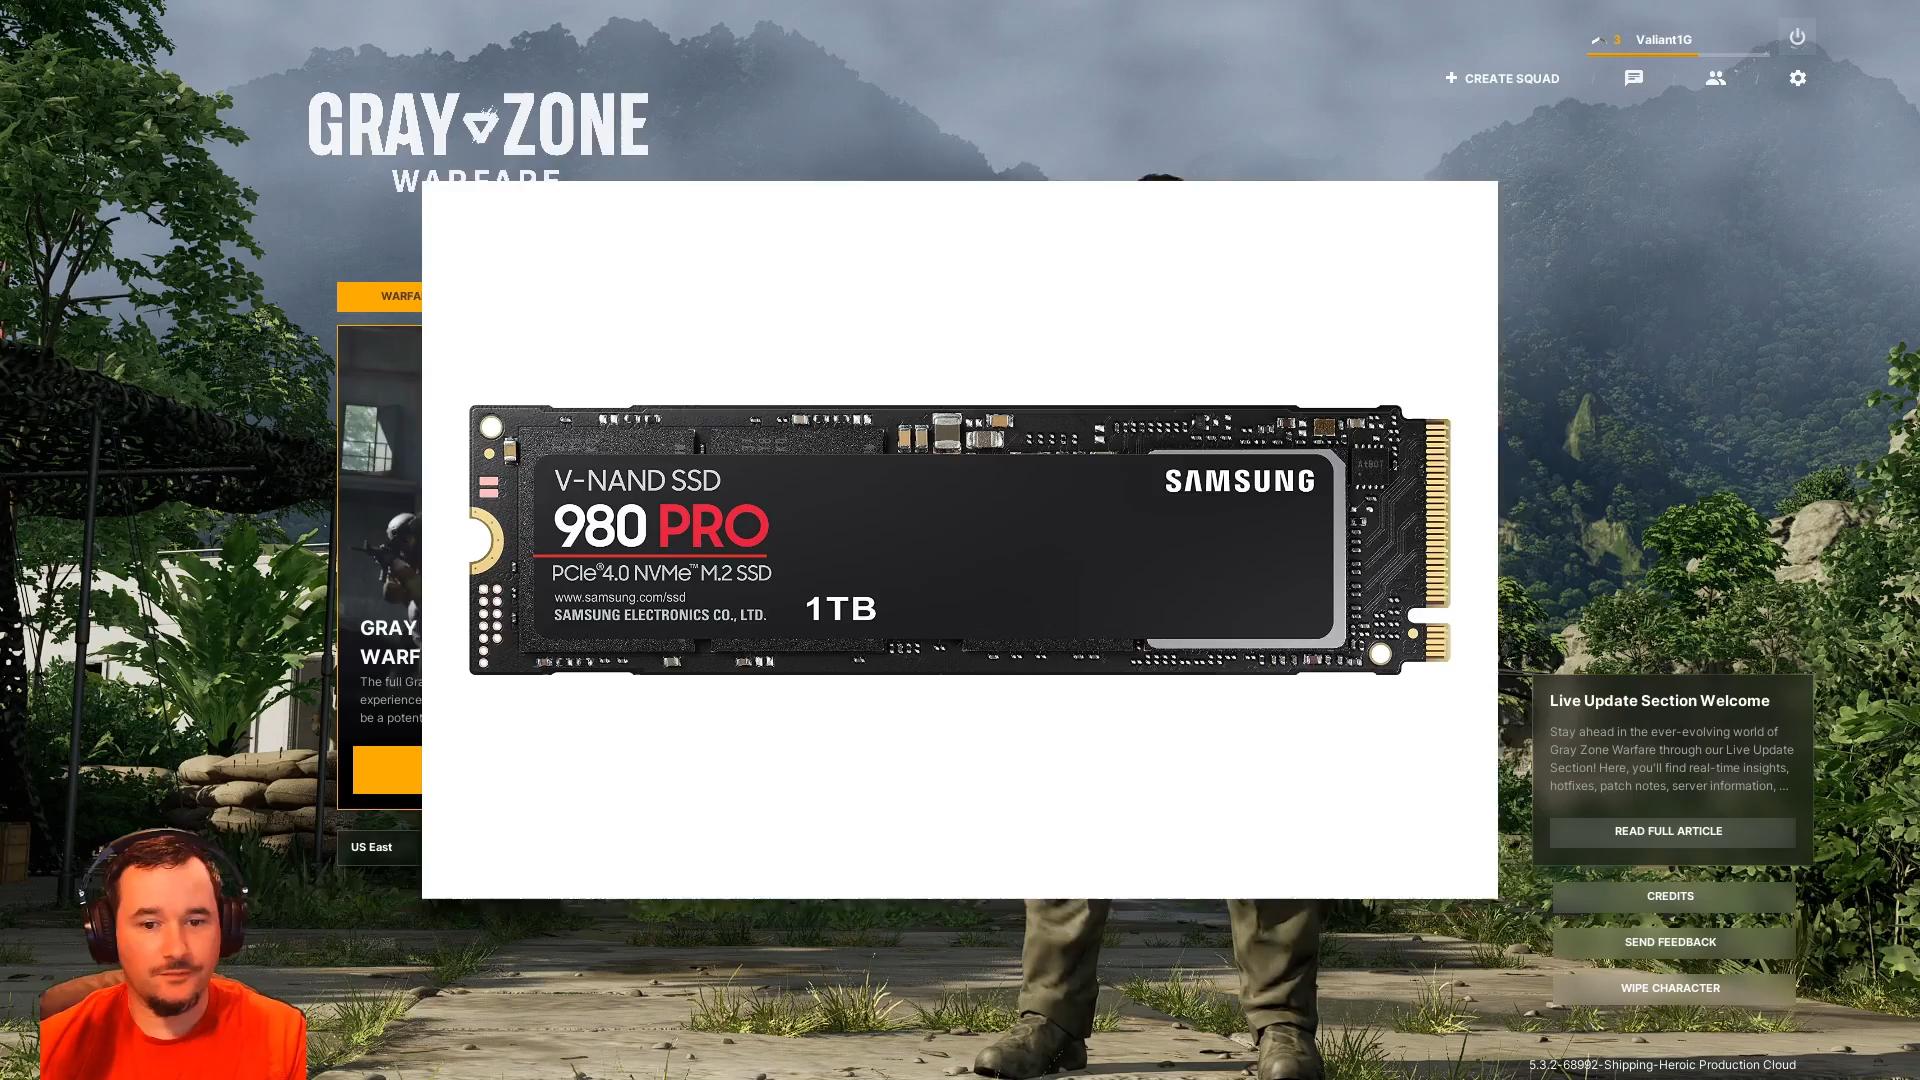 3 Valiant1G
CREATE SQUAD
GRAY ZONE
WARFARE
WARFA
V-NAND SSD
SAMSUNG
980 PRO
PCIe®4.0 NVMe™ M.2 SSD
www.samsung.com/ssd
SAMSUNG ELECTRONICS CO., LTD.
1TB
GRAY
WARF
The full Gra
experience
be a potent
US East
Live Update Section Welcome
Stay ahead in the ever-evolving world of
Gray Zone Warfare through our Live Update
Section! Here, you'll find real-time insights,
hotfixes, patch notes, server information, ...
READ FULL ARTICLE
CREDITS
SEND FEEDBACK
WIPE CHARACTER
5.3.2-68992-Shipping-Heroic Production Cloud